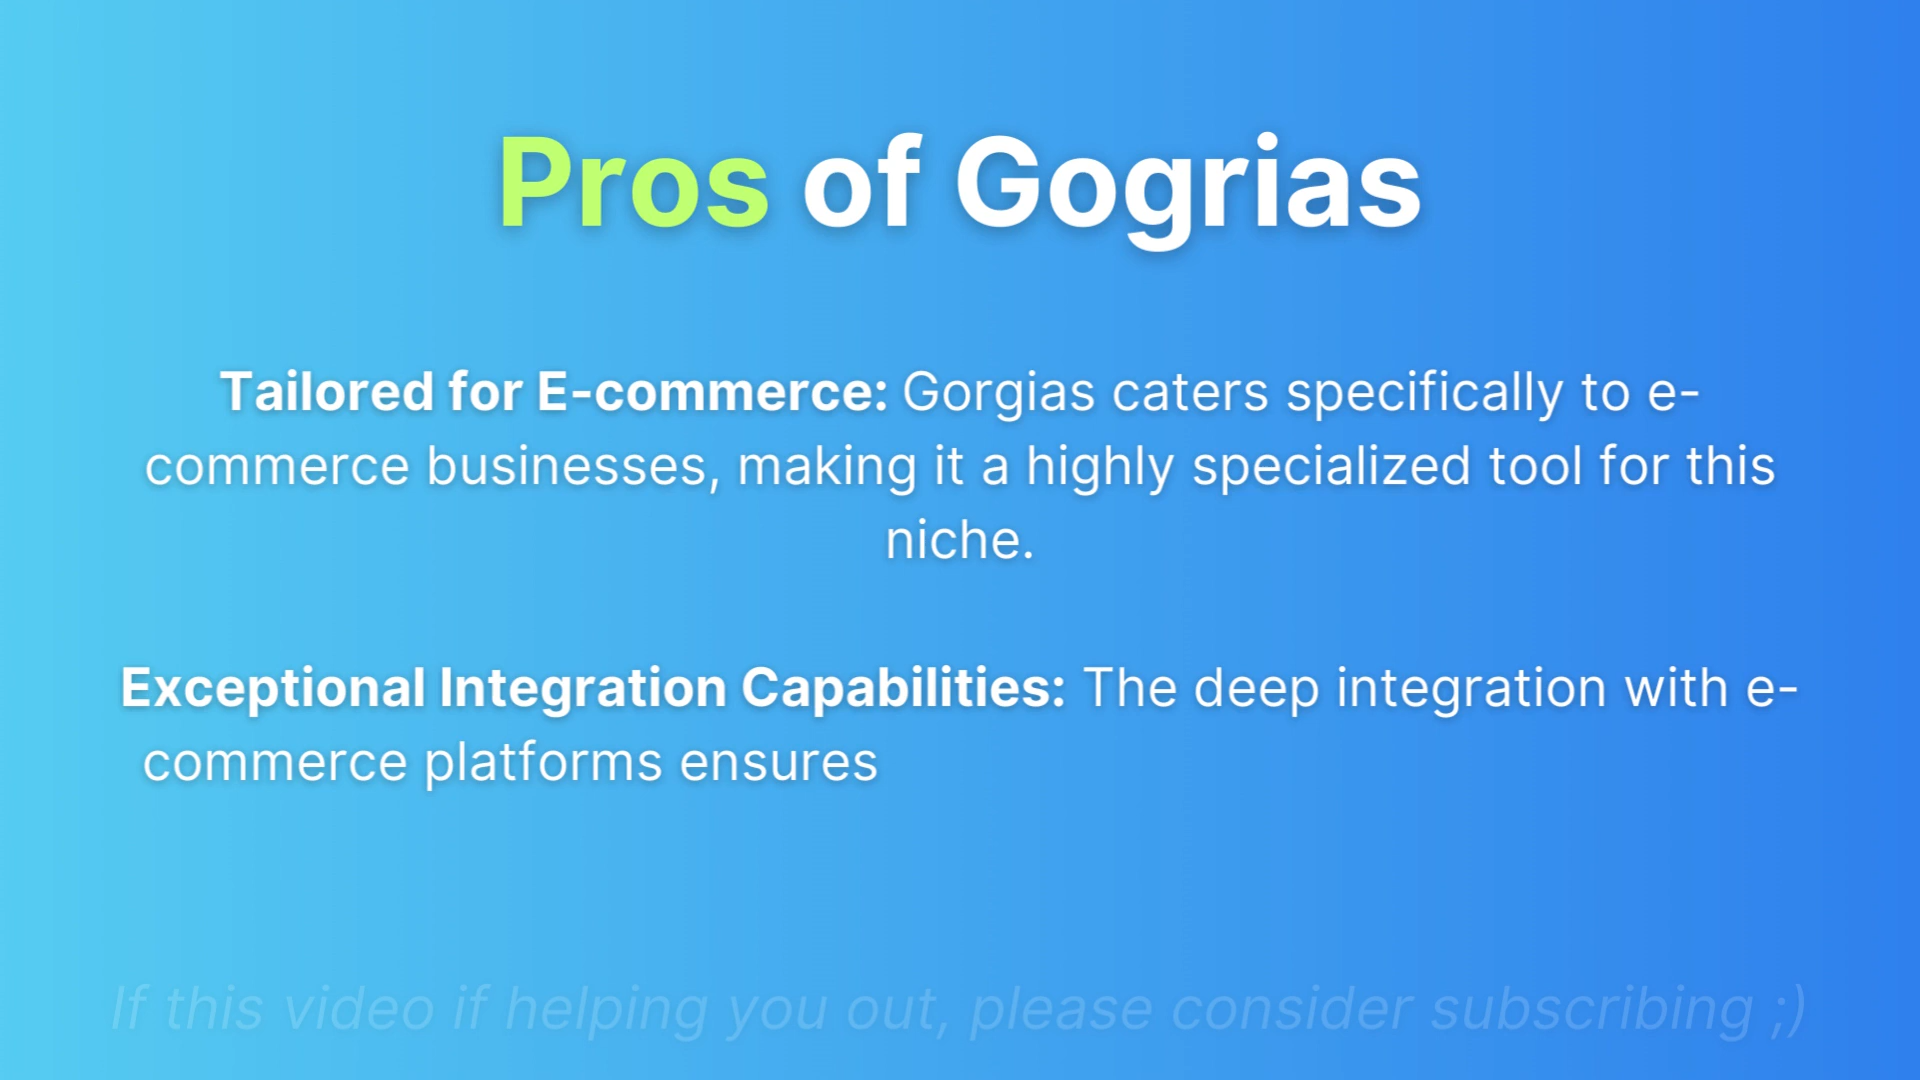 Pros of Gogrias
Tailored for E-commerce: Gorgias caters specifically to e-
commerce businesses, making it a highly specialized tool for this
niche.
Exceptional Integration Capabilities: The deep integration with e-
commerce platforms ensures
If this video if helping you out, please consider subscribing ;)